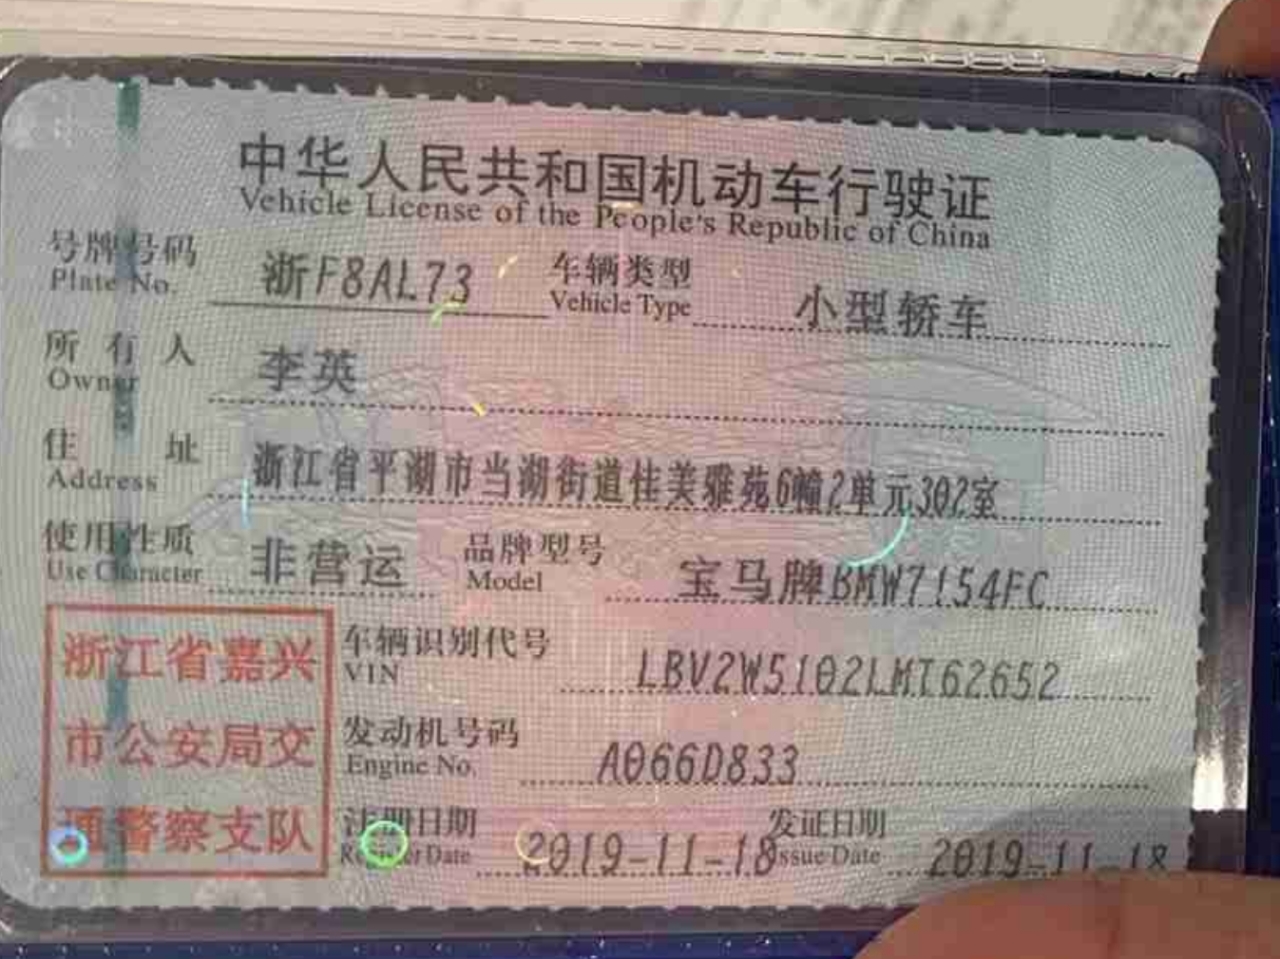 中华人民共和国机动车行驶证
Vehicle License of the People's Republic of China
号牌号码 浙F8AL73 车辆类型 小型轿车
Plate No. Vehicle Type
所有人 李英
Owner
住址 浙江省平湖市当湖街道佳美雅苑6幢2单元302室
Address
使用性质 非营运 品牌型号 宝马牌BMW7154FC
Use Character Model
浙江省嘉兴
市公安局交
通警察支队
车辆识别代号 LBV2W5102LMT62652
VIN
发动机号码 A066D833
Engine No.
注册日期 2019-11-18 发证日期 2019-11-18
Register Date Issue Date